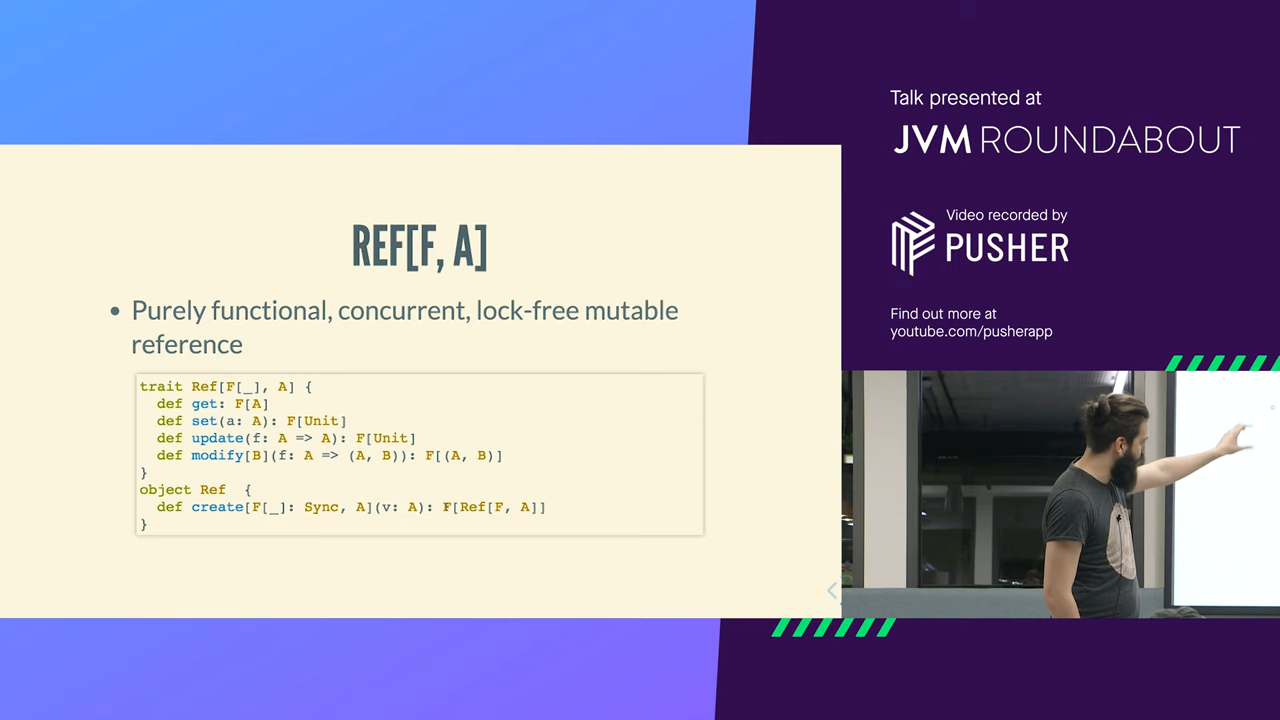 REF[F, A]
• Purely functional, concurrent, lock-free mutable
reference
trait Ref[F[_], A] {
  def get: F[A]
  def set(a: A): F[Unit]
  def update(f: A => A): F[Unit]
  def modify[B](f: A => (A, B)): F[(A, B)]
}
object Ref  {
  def create[F[_]: Sync, A](v: A): F[Ref[F, A]]
}
Talk presented at
JVM ROUNDABOUT
Video recorded by
PUSHER
Find out more at
youtube.com/pusherapp